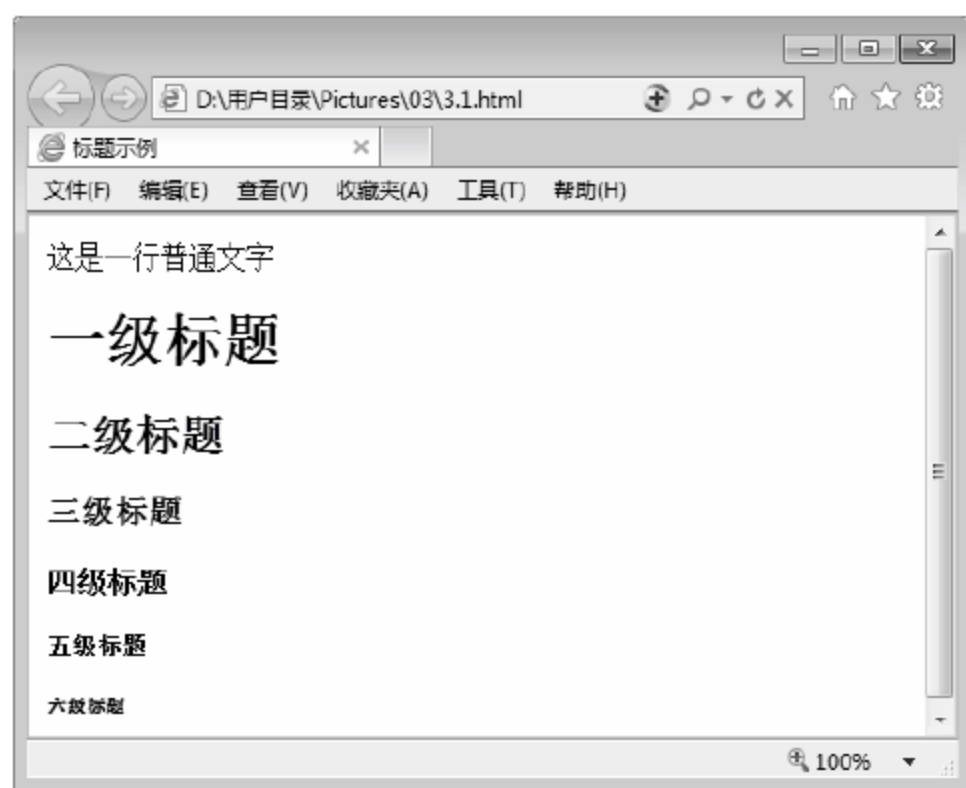 D:\用户目录\Pictures\03\3.1.html
标题示例
文件(F) 编辑(E) 查看(V) 收藏夹(A) 工具(T) 帮助(H)
这是一行普通文字
一级标题
二级标题
三级标题
四级标题
五级标题
六级标题
100%